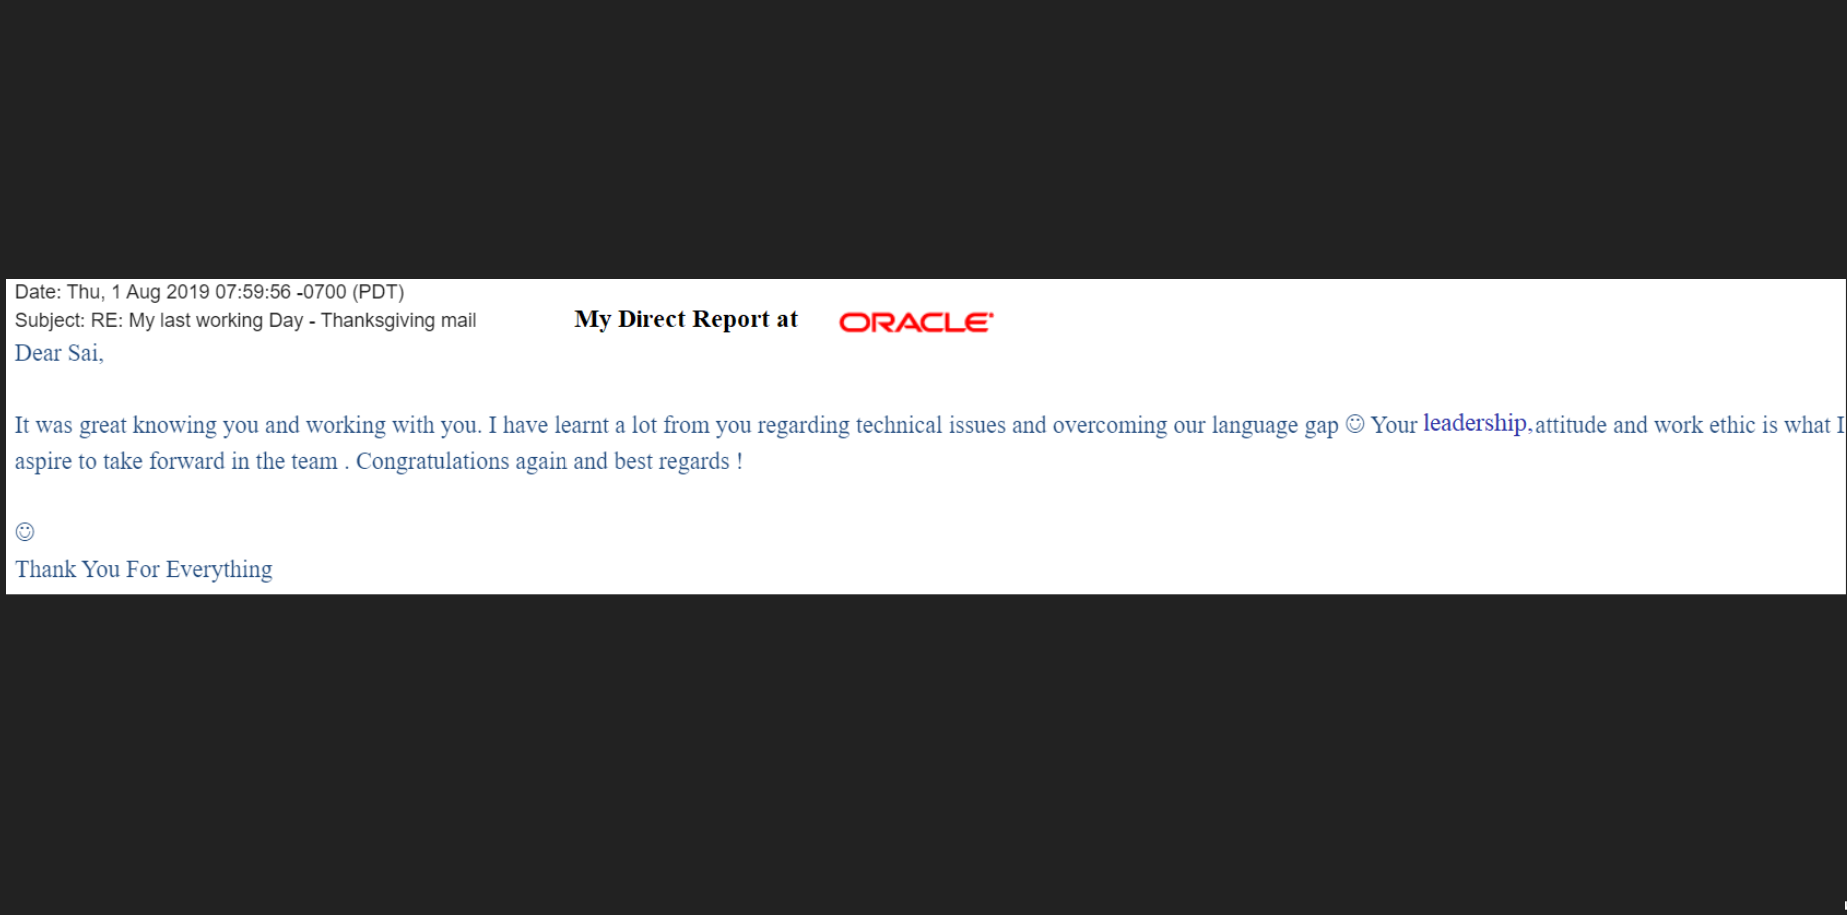 Date: Thu, 1 Aug 2019 07:59:56 -0700 (PDT)
Subject: RE: My last working Day - Thanksgiving mail
My Direct Report at ORACLE
Dear Sai,
It was great knowing you and working with you. I have learnt a lot from you regarding technical issues and overcoming our language gap ☺ Your leadership,attitude and work ethic is what I
aspire to take forward in the team . Congratulations again and best regards !
☺
Thank You For Everything